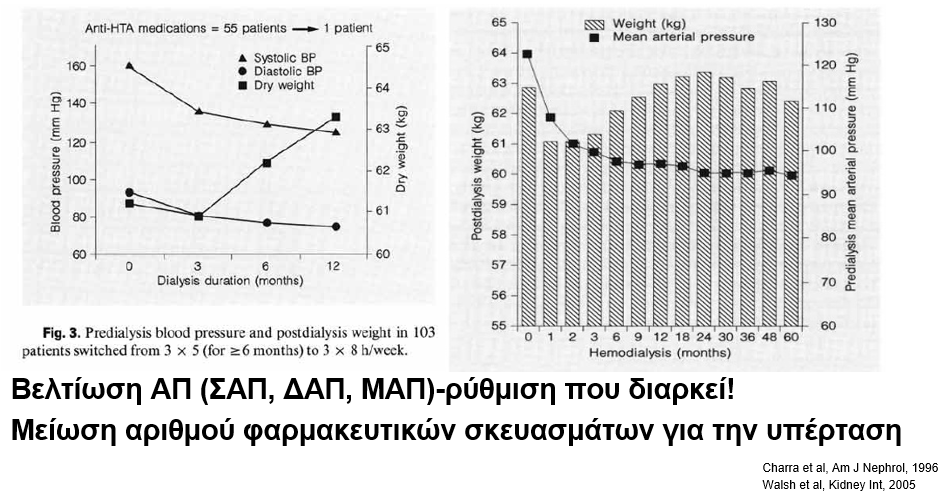 Anti-HTA medications = 55 patients → 1 patient
Systolic BP
Diastolic BP
Dry weight
Blood pressure (mm Hg)
160
140
120
100
80
60
Dry weight (kg)
65
64
63
62
61
60
0 3 6 12
Dialysis duration (months)
Fig. 3. Predialysis blood pressure and postdialysis weight in 103
patients switched from 3 × 5 (for ≥6 months) to 3 × 8 h/week.
Weight (kg)
Mean arterial pressure
Postdialysis weight (kg)
65
64
63
62
61
60
59
58
57
56
55
Predialysis mean arterial pressure (mm Hg)
130
120
110
100
90
80
70
60
0 1 2 3 6 9 12 18 24 30 36 48 60
Hemodialysis (months)
Βελτίωση ΑΠ (ΣΑΠ, ΔΑΠ, ΜΑΠ)-ρύθμιση που διαρκεί!
Μείωση αριθμού φαρμακευτικών σκευασμάτων για την υπέρταση
Charra et al, Am J Nephrol, 1996
Walsh et al, Kidney Int, 2005